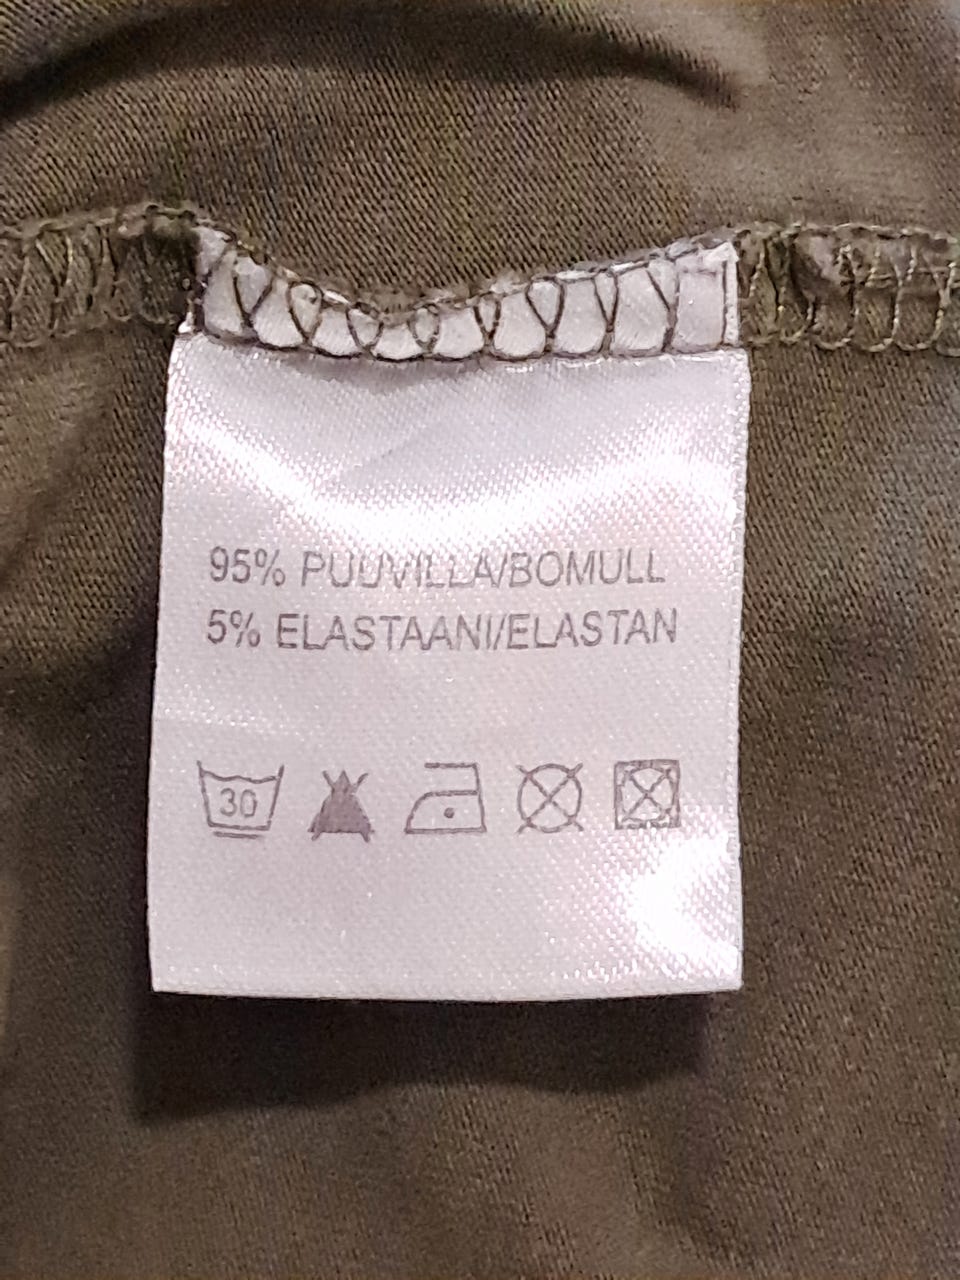 95% PUUVILLA/BOMULL
5% ELASTAANI/ELASTAN
30